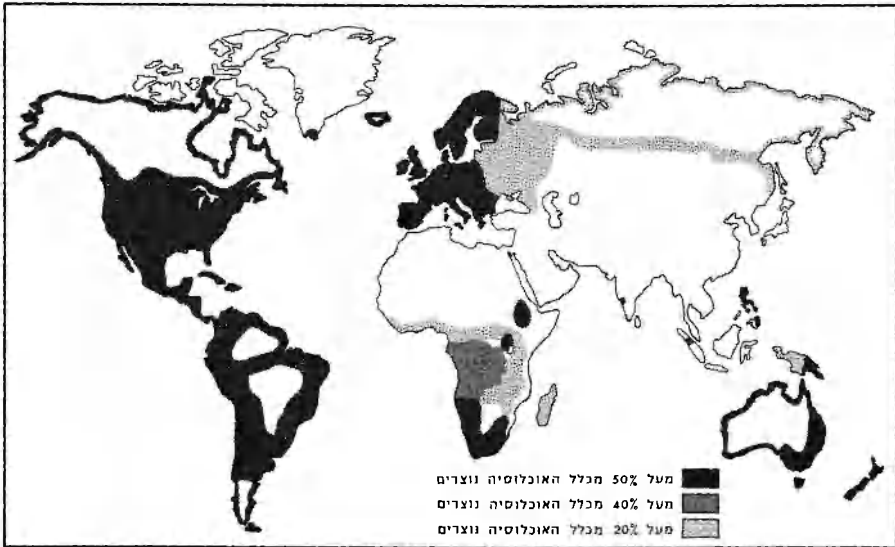 מעל 50% מכלל האוכלוסיה נוצרים
מעל 40% מכלל האוכלוסיה נוצרים
מעל 20% מכלל האוכלוסיה נוצרים